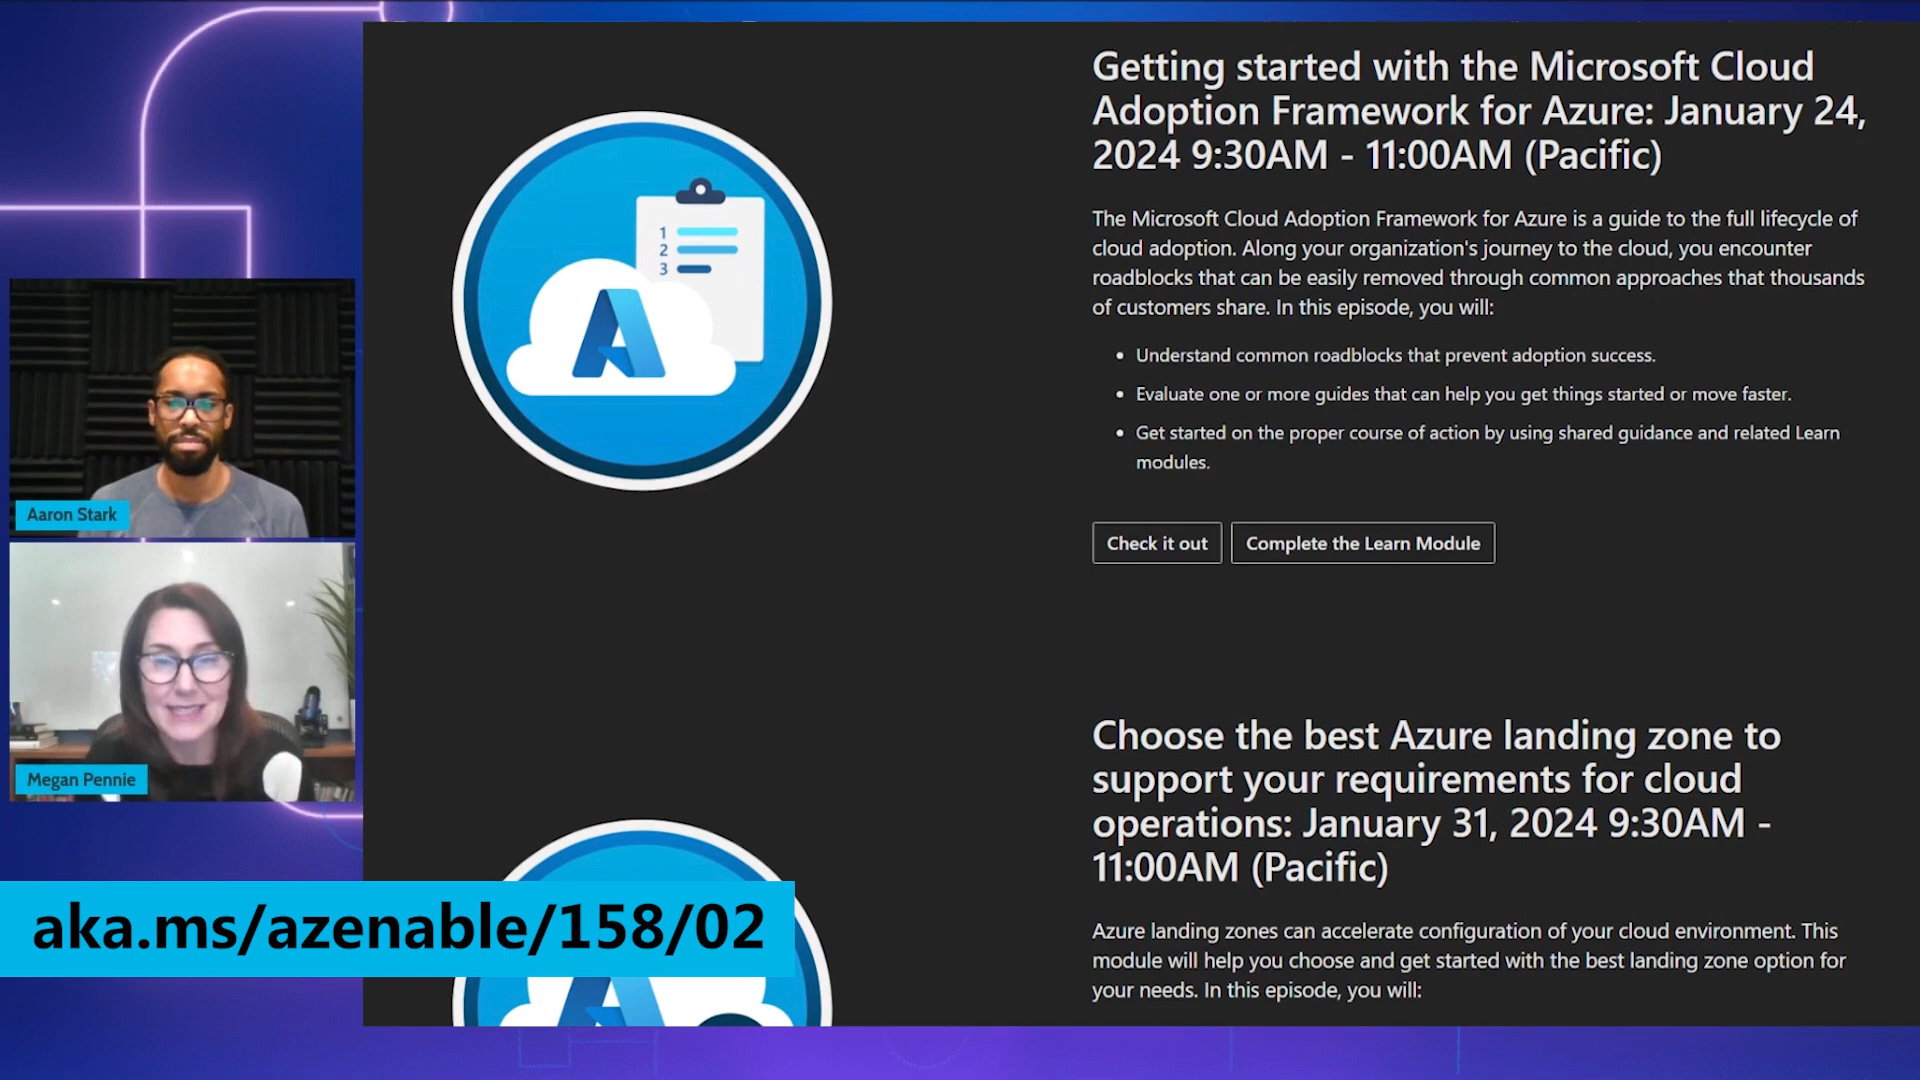 Getting started with the Microsoft Cloud
Adoption Framework for Azure: January 24,
2024 9:30AM - 11:00AM (Pacific)
The Microsoft Cloud Adoption Framework for Azure is a guide to the full lifecycle of
cloud adoption. Along your organization's journey to the cloud, you encounter
roadblocks that can be easily removed through common approaches that thousands
of customers share. In this episode, you will:
• Understand common roadblocks that prevent adoption success.
• Evaluate one or more guides that can help you get things started or move faster.
• Get started on the proper course of action by using shared guidance and related Learn
modules.
Check it out
Complete the Learn Module
1
2
3
Aaron Stark
Megan Pennie
Choose the best Azure landing zone to
support your requirements for cloud
operations: January 31, 2024 9:30AM -
11:00AM (Pacific)
Azure landing zones can accelerate configuration of your cloud environment. This
module will help you choose and get started with the best landing zone option for
your needs. In this episode, you will:
aka.ms/azenable/158/02